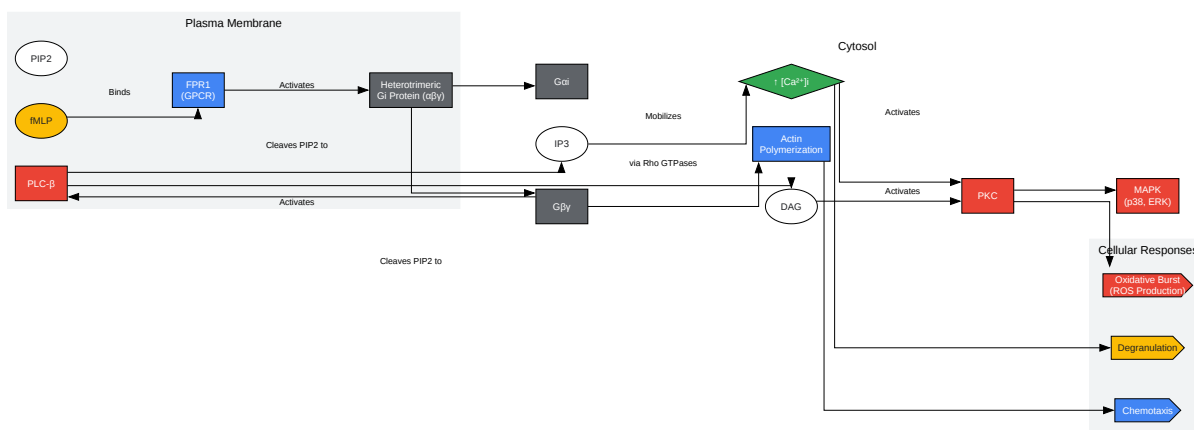 Plasma Membrane
Cytosol
PIP2
Binds
fMLP
FPR1
(GPCR)
Activates
Heterotrimeric
Gi Protein (αβγ)
Gαi
↑ [Ca²⁺]i
Mobilizes
Activates
Cleaves PIP2 to
IP3
Actin
Polymerization
via Rho GTPases
PLC-β
Activates
Gβγ
DAG
Activates
PKC
MAPK
(p38, ERK)
Cleaves PIP2 to
Cellular Responses
Oxidative Burst
(ROS Production)
Degranulation
Chemotaxis